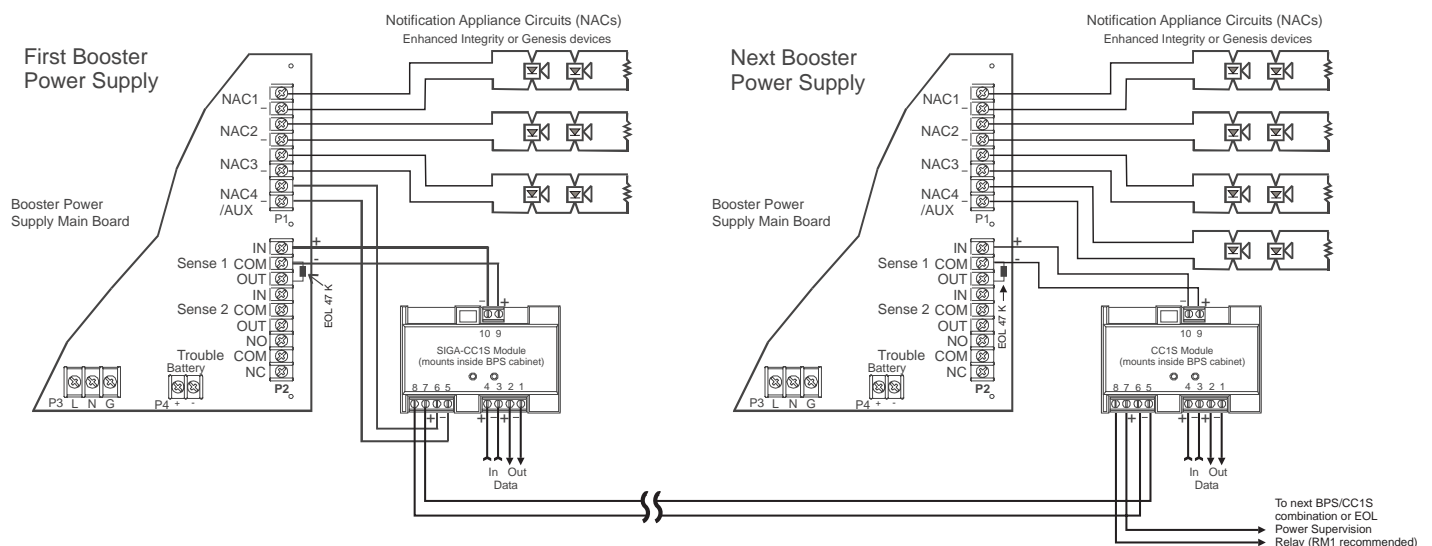 Notification Appliance Circuits (NACs)
Enhanced Integrity or Genesis devices
First Booster
Power Supply
NAC1
–
NAC2
–
NAC3
–
NAC4
/AUX
–
P1
Booster Power
Supply Main Board
IN
+
Sense 1 COM
-
OUT
EOL 47 K
IN
Sense 2 COM
OUT
NO
Trouble COM
NC
Battery
P2
P3 L N G
P4 + -
– +
10 9
SIGA-CC1S Module
(mounts inside BPS cabinet)
8 7 6 5 4 3 2 1
+ – + – + –
In Out
Data
Notification Appliance Circuits (NACs)
Enhanced Integrity or Genesis devices
Next Booster
Power Supply
NAC1
–
NAC2
–
NAC3
–
NAC4
/AUX
–
P1
Booster Power
Supply Main Board
IN
+
Sense 1 COM
-
OUT
EOL 47 K
IN
Sense 2 COM
OUT
NO
Trouble COM
NC
Battery
P2
P3 L N G
P4 + -
– +
10 9
CC1S Module
(mounts inside BPS cabinet)
8 7 6 5 4 3 2 1
+ – + – + –
In Out
Data
To next BPS/CC1S
combination or EOL
Power Supervision
Relay (RM1 recommended)